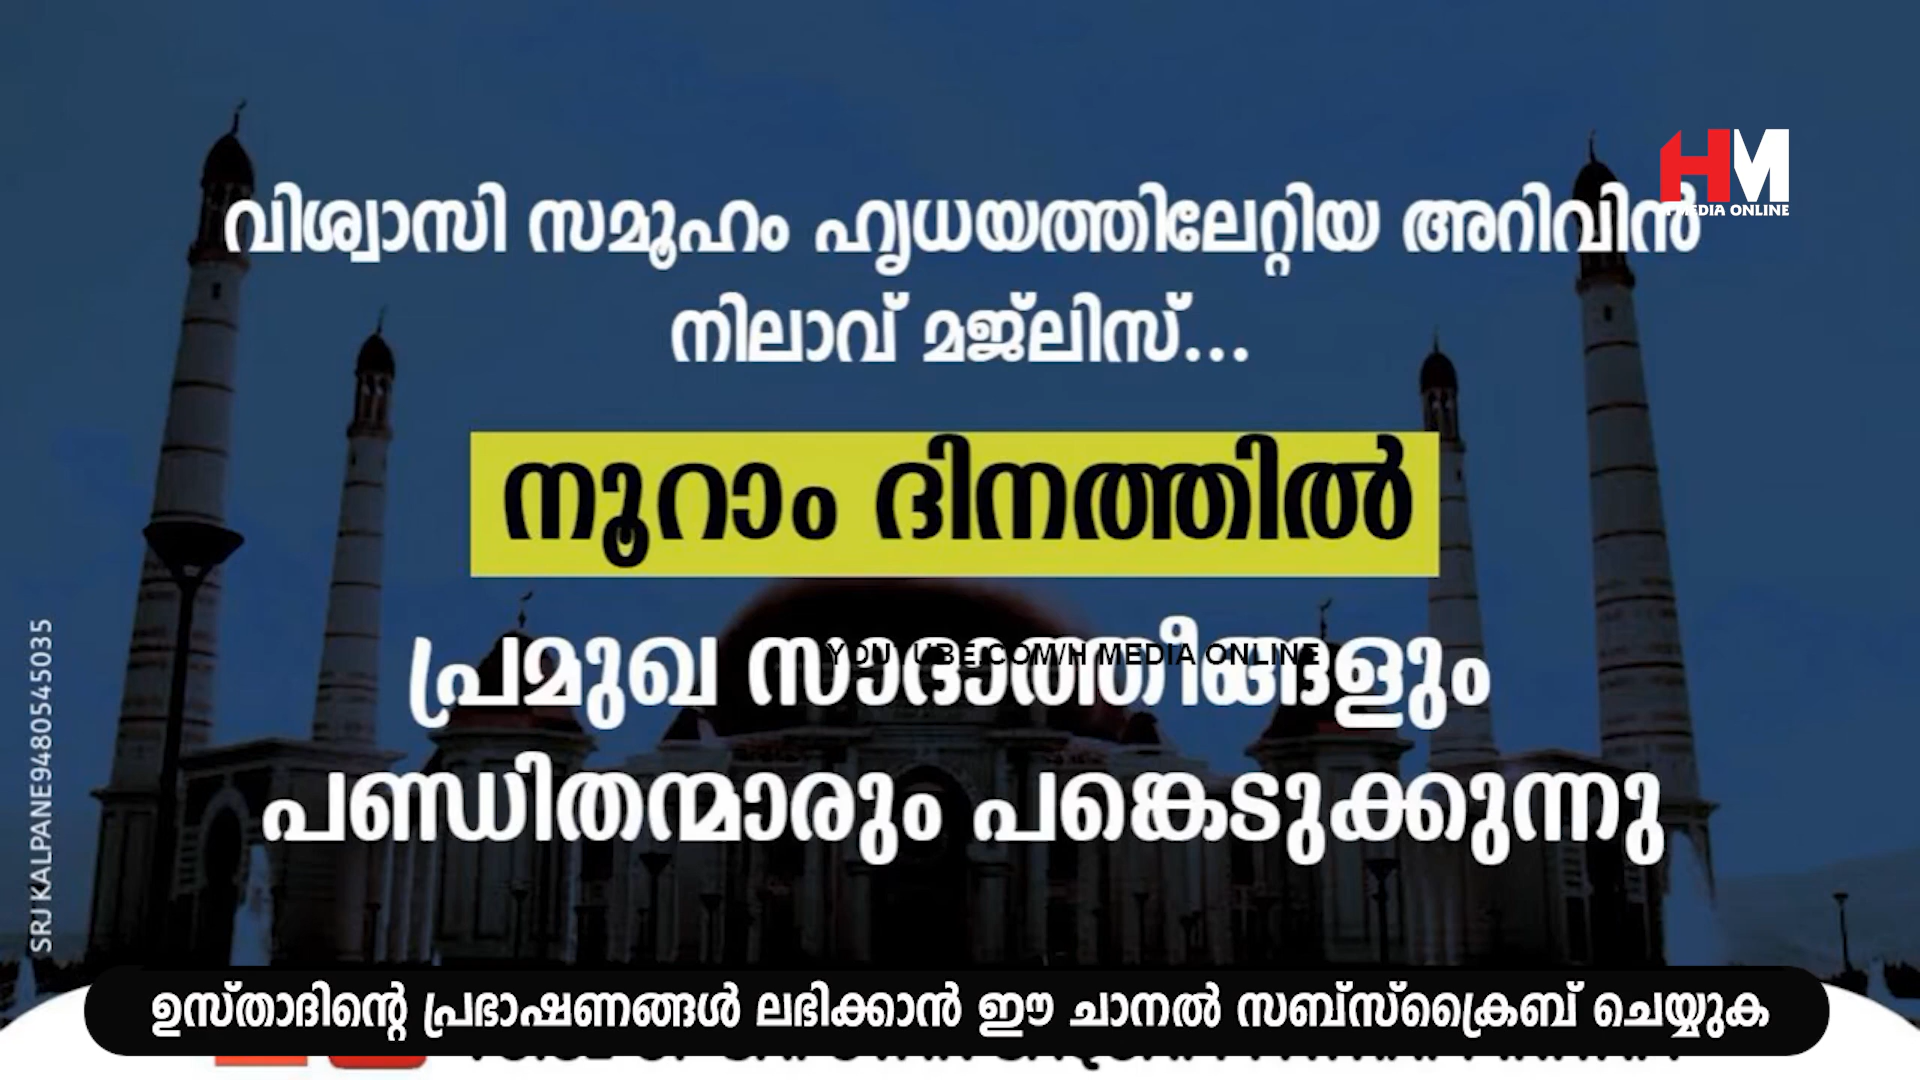 HM
MEDIA ONLINE
വിശ്വാസി സമൂഹം ഹൃധയത്തിലേറ്റിയ അറിവിൻ
നിലാവ് മജ്ലിസ്...
നൂറാം ദിനത്തിൽ
YOUTUBE.COM/H MEDIA ONLINE
പ്രമുഖ സാദാത്തീങ്ങളും
പണ്ഡിതന്മാരും പങ്കെടുക്കുന്നു
SRJ KALPANE9480545035
ഉസ്താദിന്റെ പ്രഭാഷണങ്ങൾ ലഭിക്കാൻ ഈ ചാനൽ സബ്സ്ക്രൈബ് ചെയ്യുക